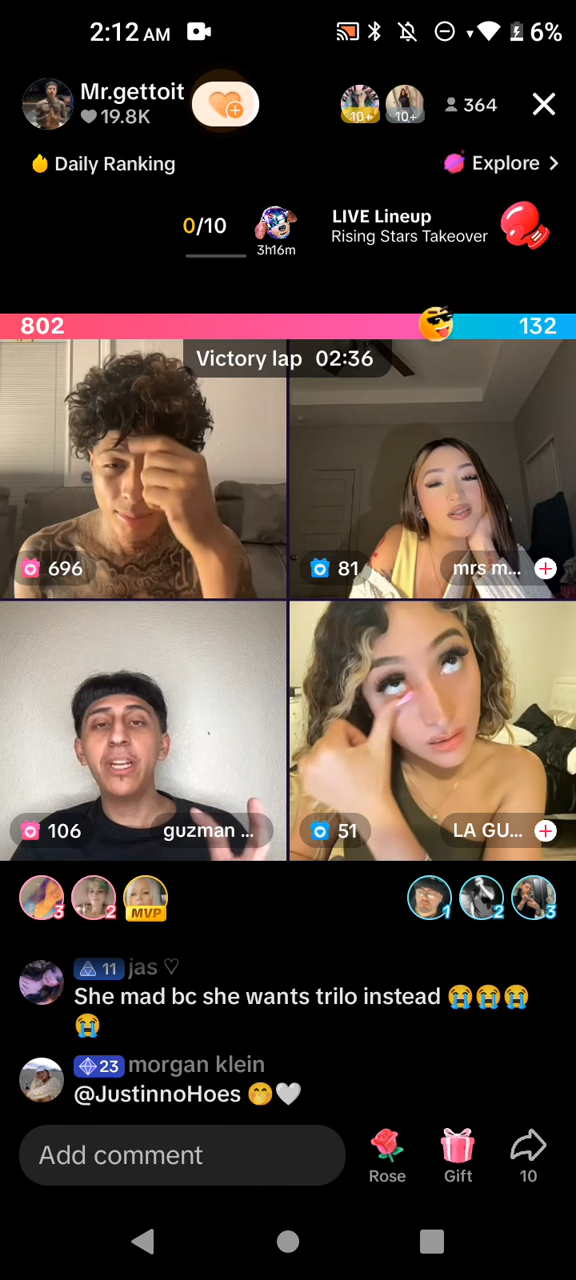 2:12 AM
6%
Mr.gettoit
19.8K
10+
10+
364
Daily Ranking
Explore >
0/10
3h16m
LIVE Lineup
Rising Stars Takeover
802
132
Victory lap 02:36
696
81
mrs m...
106
guzman ...
51
LA GU...
3
2
MVP
1
2
3
11 jas ♡
She mad bc she wants trilo instead 😭😭😭
😭
23 morgan klein
@JustinnoHoes 🤭🤍
Add comment
Rose
Gift
10